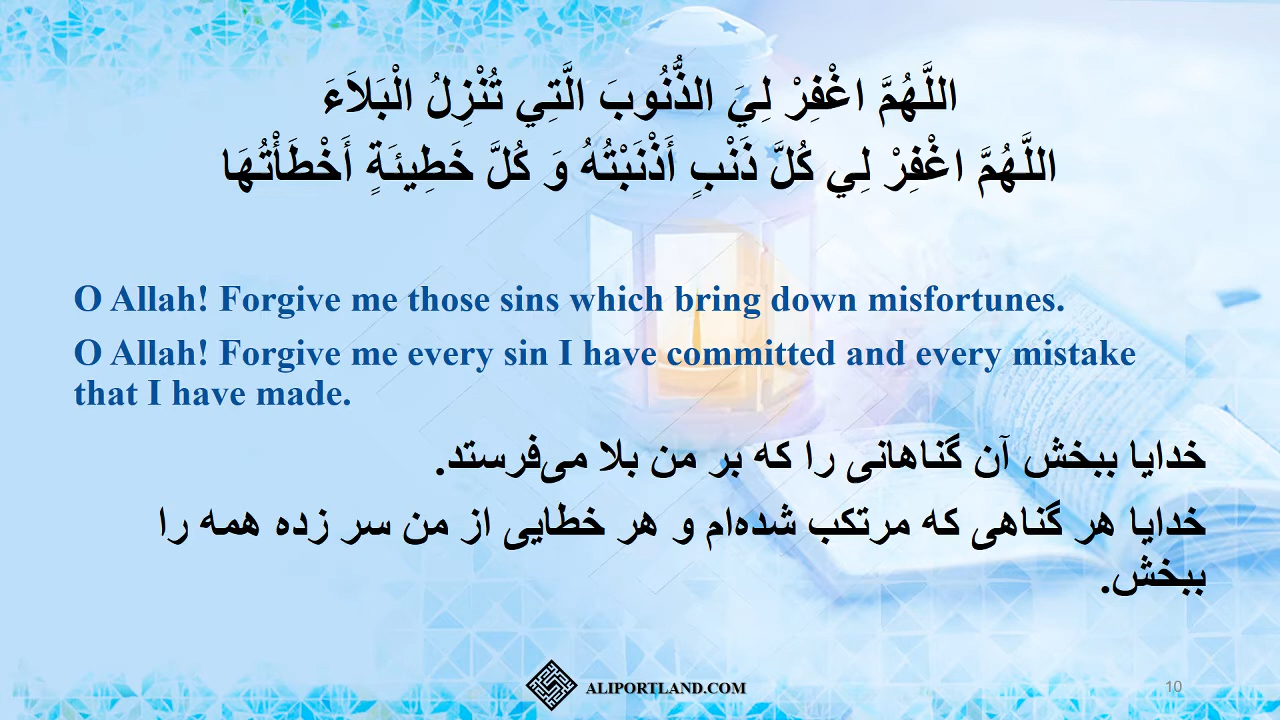 اللَّهُمَّ اغْفِرْ لِيَ الذُّنُوبَ الَّتِي تُنْزِلُ الْبَلاَءَ
اللَّهُمَّ اغْفِرْ لِي كُلَّ ذَنْبٍ أَذْنَبْتُهُ وَ كُلَّ خَطِيئَةٍ أَخْطَأْتُهَا
O Allah! Forgive me those sins which bring down misfortunes.
O Allah! Forgive me every sin I have committed and every mistake
that I have made.
خدایا ببخش آن گناهانی را که بر من بلا می‌فرستد.
خدایا هر گناهی که مرتکب شده‌ام و هر خطایی از من سر زده همه را
ببخش.
ALIPORTLAND.COM
10